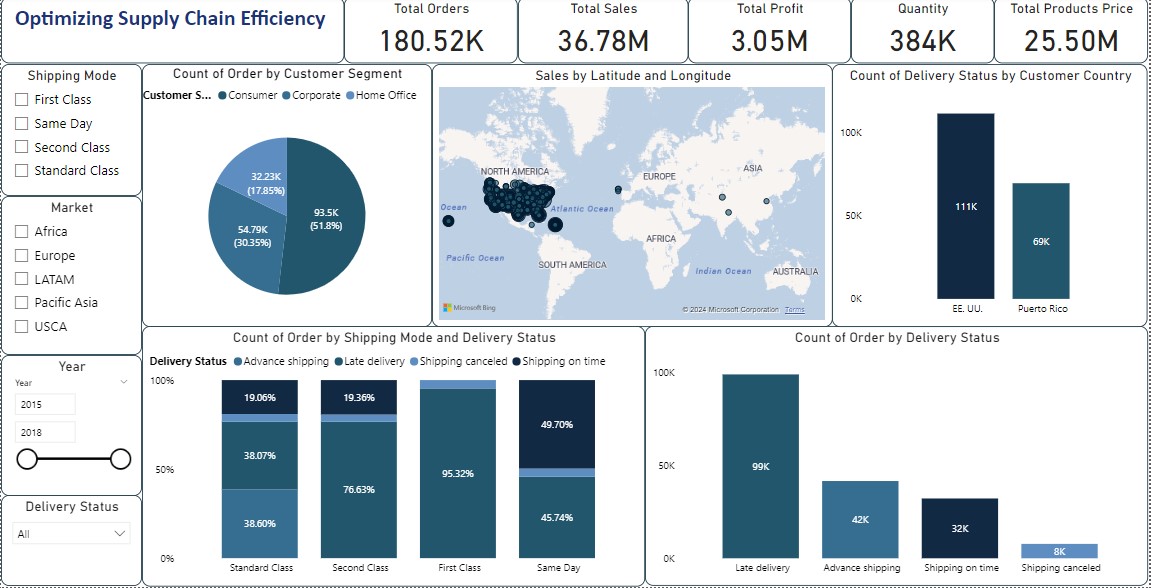 Optimizing Supply Chain Efficiency
Total Orders
180.52K
Total Sales
36.78M
Total Profit
3.05M
Quantity
384K
Total Products Price
25.50M
Shipping Mode
First Class
Same Day
Second Class
Standard Class
Market
Africa
Europe
LATAM
Pacific Asia
USCA
Year
Year
2015
2018
Delivery Status
All
Count of Order by Customer Segment
Customer S... Consumer Corporate Home Office
32.23K
(17.85%)
93.5K
(51.8%)
54.79K
(30.35%)
Sales by Latitude and Longitude
NORTH AMERICA
EUROPE
ASIA
Ocean
Atlantic Ocean
AFRICA
Pacific Ocean
SOUTH AMERICA
Indian Ocean
AUSTRALIA
Microsoft Bing
© 2024 Microsoft Corporation Terms
Count of Delivery Status by Customer Country
100K
50K
0K
111K
69K
EE. UU.
Puerto Rico
Count of Order by Shipping Mode and Delivery Status
Delivery Status Advance shipping Late delivery Shipping canceled Shipping on time
100%
50%
0%
19.06%
38.07%
38.60%
19.36%
76.63%
95.32%
49.70%
45.74%
Standard Class
Second Class
First Class
Same Day
Count of Order by Delivery Status
100K
50K
0K
99K
42K
32K
8K
Late delivery
Advance shipping
Shipping on time
Shipping canceled